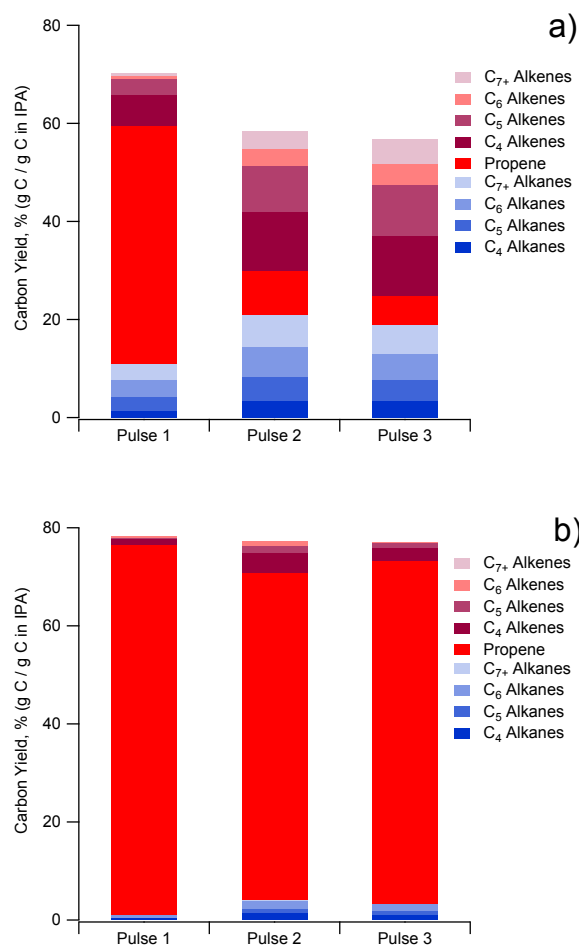 a)
80
60
40
20
0
Carbon Yield, % (g C / g C in IPA)
Pulse 1
Pulse 2
Pulse 3
C7+ Alkenes
C6 Alkenes
C5 Alkenes
C4 Alkenes
Propene
C7+ Alkanes
C6 Alkanes
C5 Alkanes
C4 Alkanes
b)
80
60
40
20
0
Carbon Yield, % (g C / g C in IPA)
Pulse 1
Pulse 2
Pulse 3
C7+ Alkenes
C6 Alkenes
C5 Alkenes
C4 Alkenes
Propene
C7+ Alkanes
C6 Alkanes
C5 Alkanes
C4 Alkanes